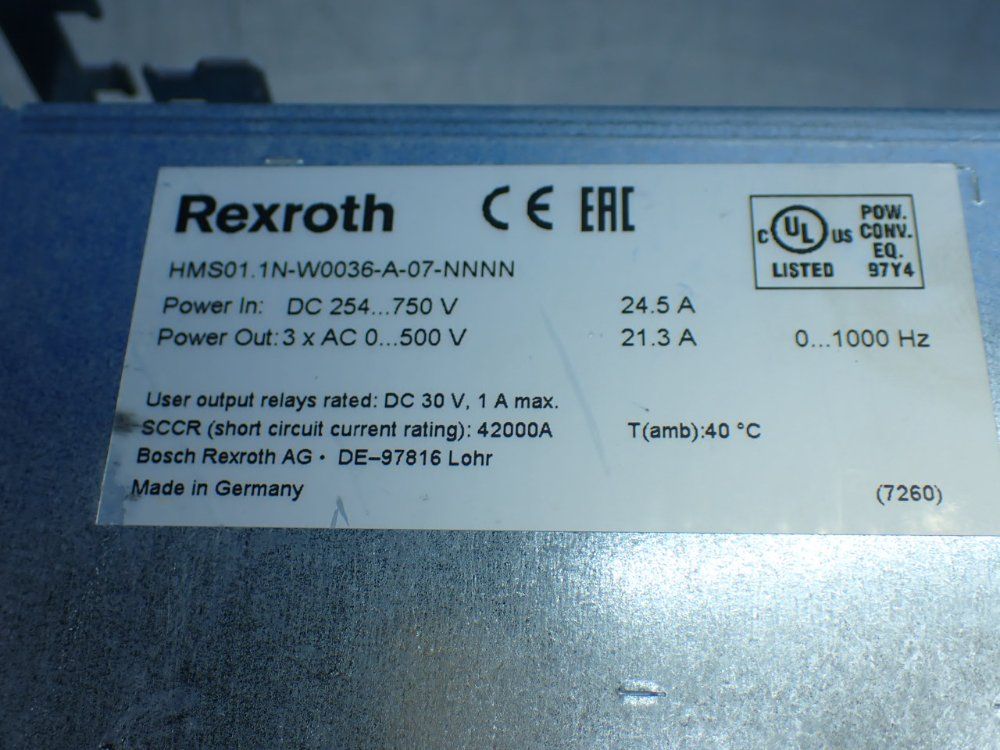 Rexroth CE EAC
HMS01.1N-W0036-A-07-NNNN
Power In: DC 254...750 V 24.5 A
Power Out: 3 x AC 0...500 V 21.3 A 0...1000 Hz
User output relays rated: DC 30 V, 1 A max.
SCCR (short circuit current rating): 42000A T(amb):40 °C
Bosch Rexroth AG • DE–97816 Lohr
Made in Germany (7260)
C UL US
LISTED
POW.
CONV.
EQ.
97Y4